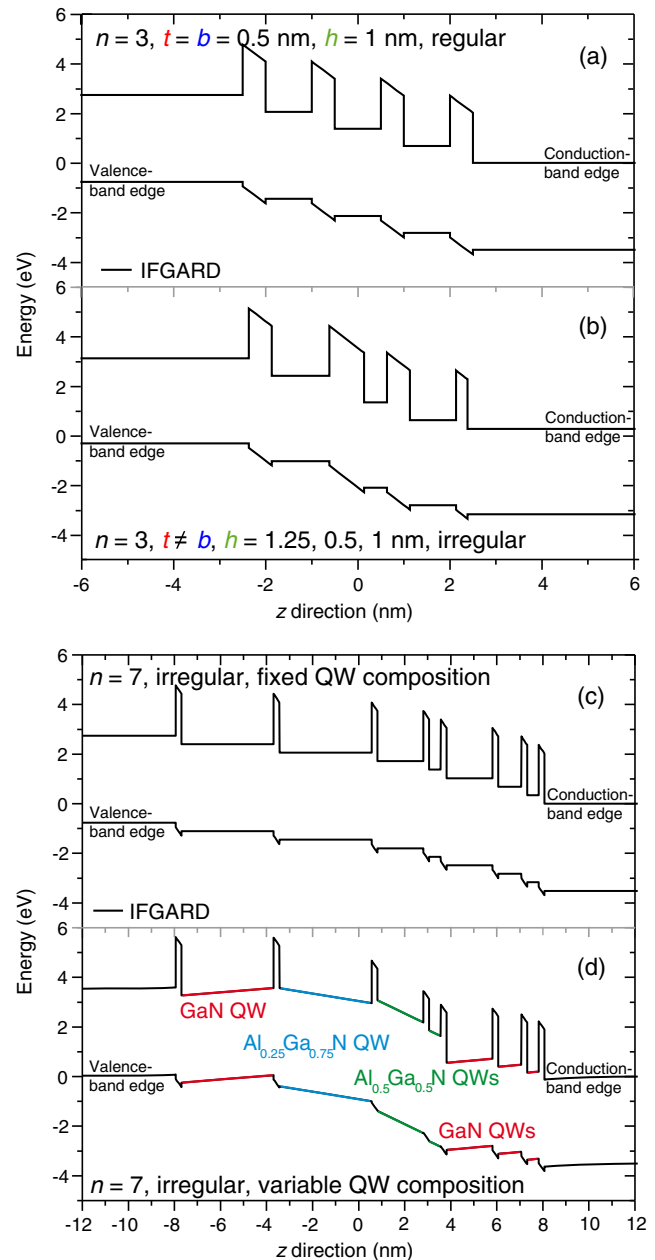 n = 3, t = b = 0.5 nm, h = 1 nm, regular
(a)
6
4
2
0
-2
-4
Valence-
band edge
Conduction-
band edge
IFGARD
Energy (eV)
6
4
2
0
-2
-4
(b)
Valence-
band edge
Conduction-
band edge
n = 3, t ≠ b, h = 1.25, 0.5, 1 nm, irregular
-6 -4 -2 0 2 4 6
z direction (nm)
n = 7, irregular, fixed QW composition
(c)
6
4
2
0
-2
-4
Valence-
band edge
Conduction-
band edge
IFGARD
Energy (eV)
6
4
2
0
-2
-4
(d)
GaN QW
Al0.25Ga0.75N QW
Valence-
band edge
Al0.5Ga0.5N QWs
Conduction-
band edge
GaN QWs
n = 7, irregular, variable QW composition
-12 -10 -8 -6 -4 -2 0 2 4 6 8 10 12
z direction (nm)